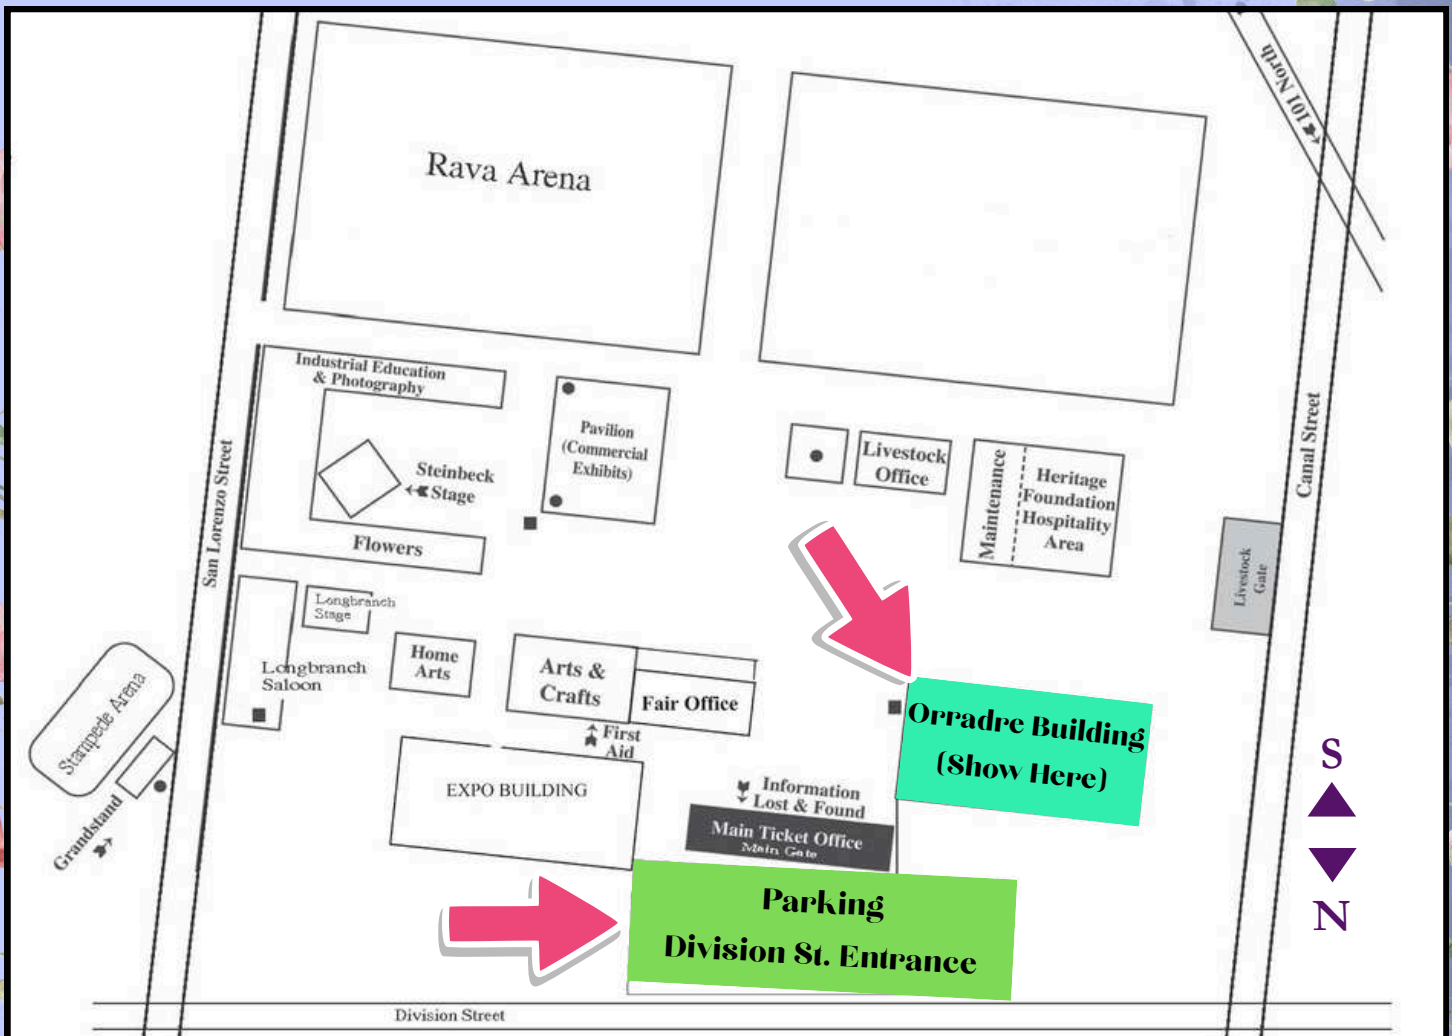 101 North
Rava Arena
Industrial Education
& Photography
Pavilion
(Commercial
Exhibits)
Steinbeck
Stage
Flowers
San Lorenzo Street
Livestock
Office
Maintenance
Heritage
Foundation
Hospitality
Area
Canal Street
Livestock
Gate
Longbranch
Stage
Longbranch
Saloon
Home
Arts
Arts &
Crafts
Fair Office
First
Aid
Stampede Arena
Grandstand
EXPO BUILDING
Information
Lost & Found
Main Ticket Office
Main Gate
Orradre Building
(Show Here)
S
N
Parking
Division St. Entrance
Division Street